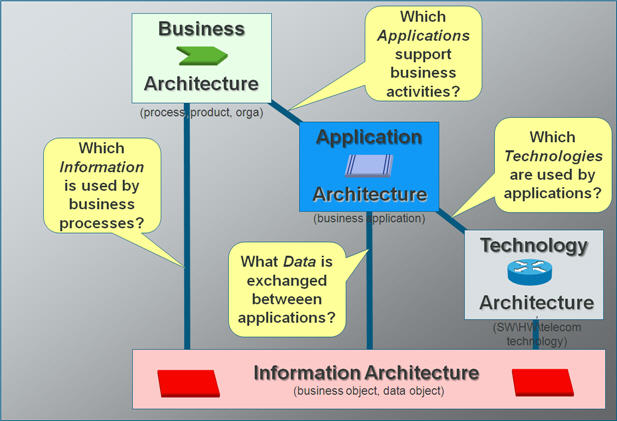 Business
Architecture
(process, product, orga)
Which
Applications
support
business
activities?
Application
Architecture
(business application)
Which
Technologies
are used by
applications?
Which
Information
is used by
business
processes?
What Data is
exchanged
betweeen
applications?
Technology
Architecture
(SW\HW\telecom
technology)
Information Architecture
(business object, data object)